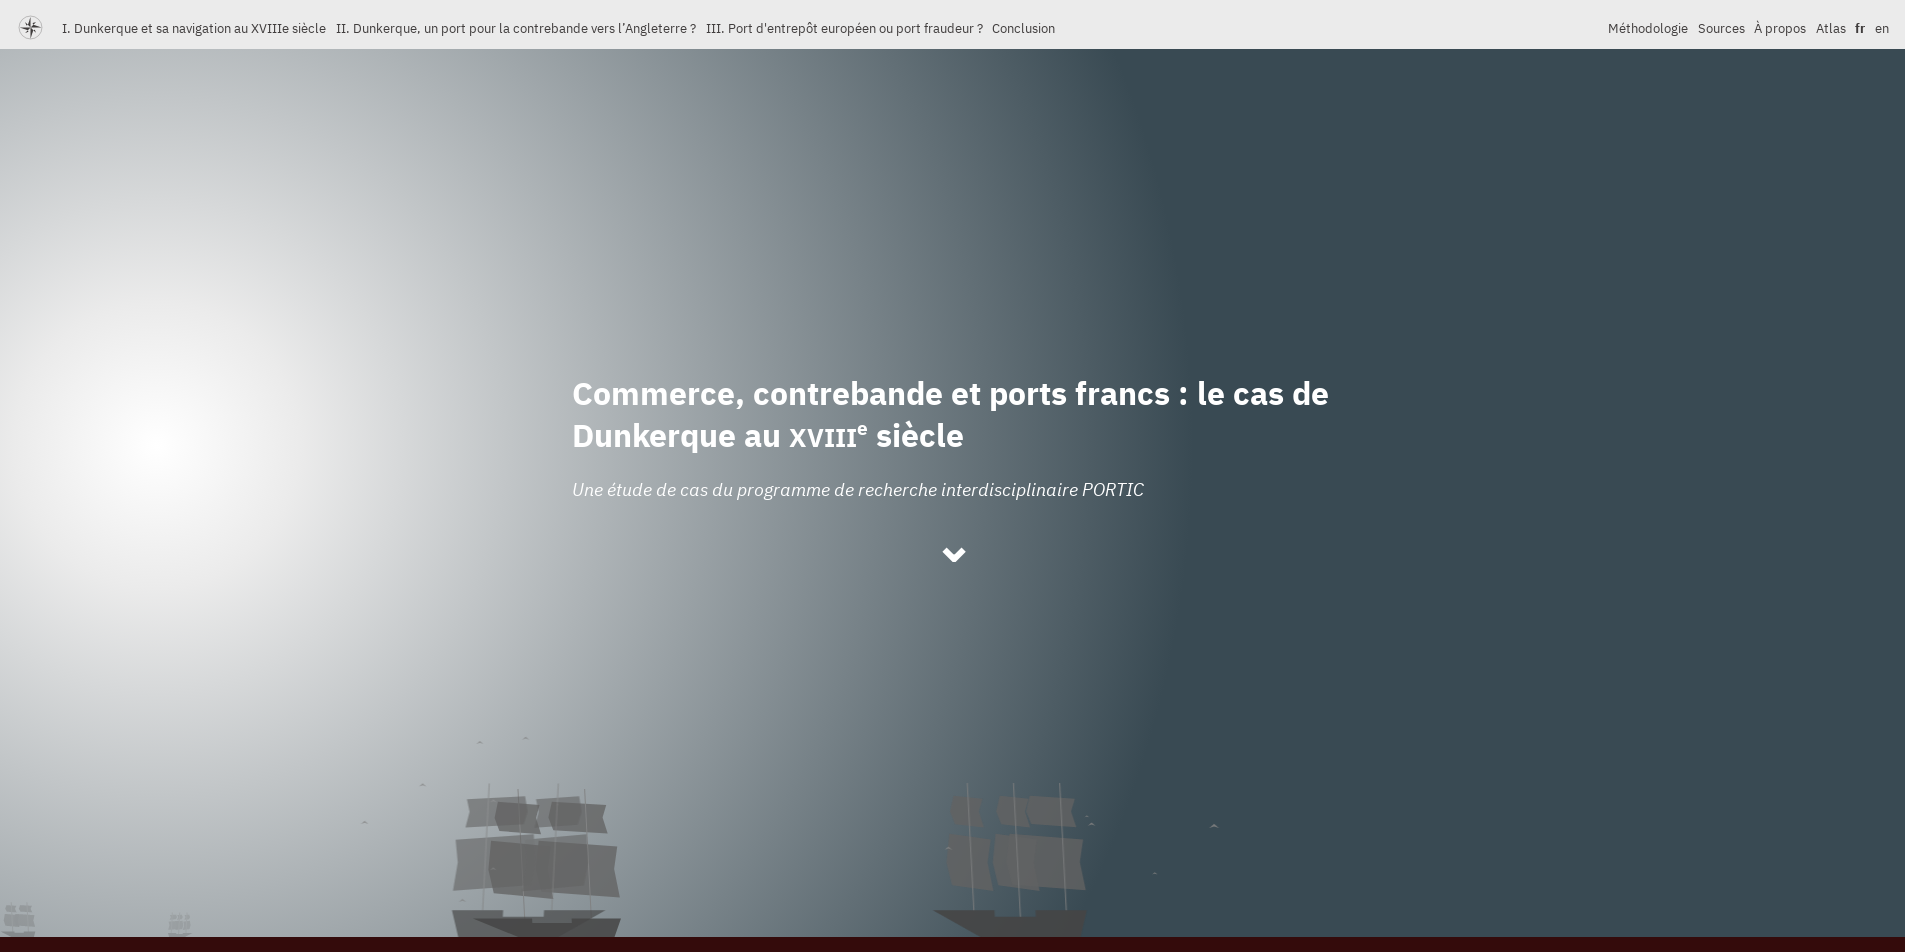 I. Dunkerque et sa navigation au XVIIIe siècle II. Dunkerque, un port pour la contrebande vers l’Angleterre ? III. Port d'entrepôt européen ou port fraudeur ? Conclusion Méthodologie Sources À propos Atlas fr en
Commerce, contrebande et ports francs : le cas de
Dunkerque au XVIIIe siècle
Une étude de cas du programme de recherche interdisciplinaire PORTIC